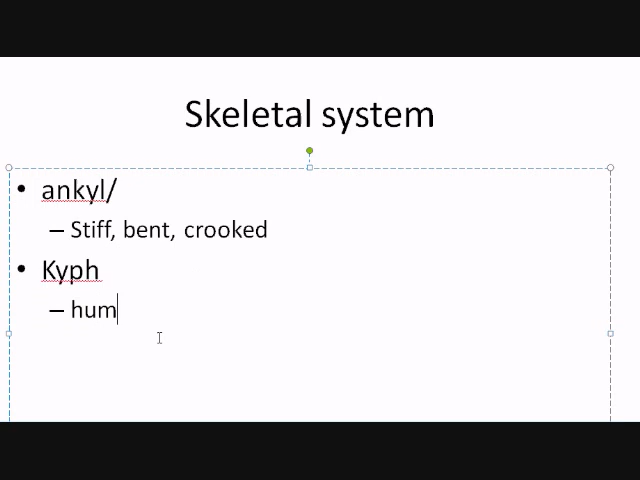 Skeletal system
• ankyl/
– Stiff, bent, crooked
• Kyph
– hum